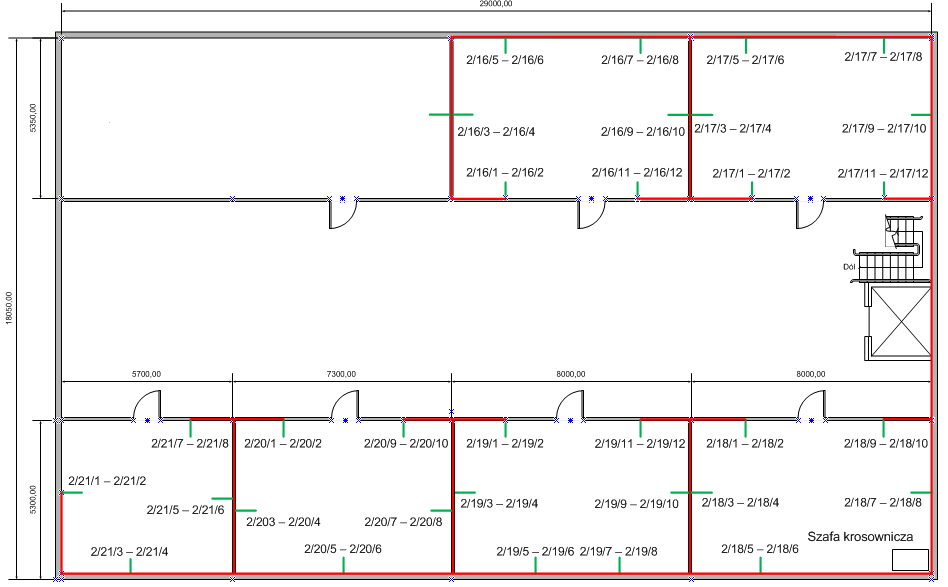 29000,00
2/16/5 – 2/16/6
2/16/7 – 2/16/8
2/17/5 – 2/17/6
2/17/7 – 2/17/8
5350,00
2/16/3 – 2/16/4
2/16/9 – 2/16/10
2/17/3 – 2/17/4
2/17/9 – 2/17/10
2/16/1 – 2/16/2
2/16/11 – 2/16/12
2/17/1 – 2/17/2
2/17/11 – 2/17/12
Dól
18050,00
5700,00
7300,00
8000,00
8000,00
2/21/7 – 2/21/8
2/20/1 – 2/20/2
2/20/9 – 2/20/10
2/19/1 – 2/19/2
2/19/11 – 2/19/12
2/18/1 – 2/18/2
2/18/9 – 2/18/10
2/21/1 – 2/21/2
5300,00
2/21/5 – 2/21/6
2/203 – 2/20/4
2/20/7 – 2/20/8
2/19/3 – 2/19/4
2/19/9 – 2/19/10
2/18/3 – 2/18/4
2/18/7 – 2/18/8
Szafa krosownicza
2/21/3 – 2/21/4
2/20/5 – 2/20/6
2/19/5 – 2/19/6
2/19/7 – 2/19/8
2/18/5 – 2/18/6